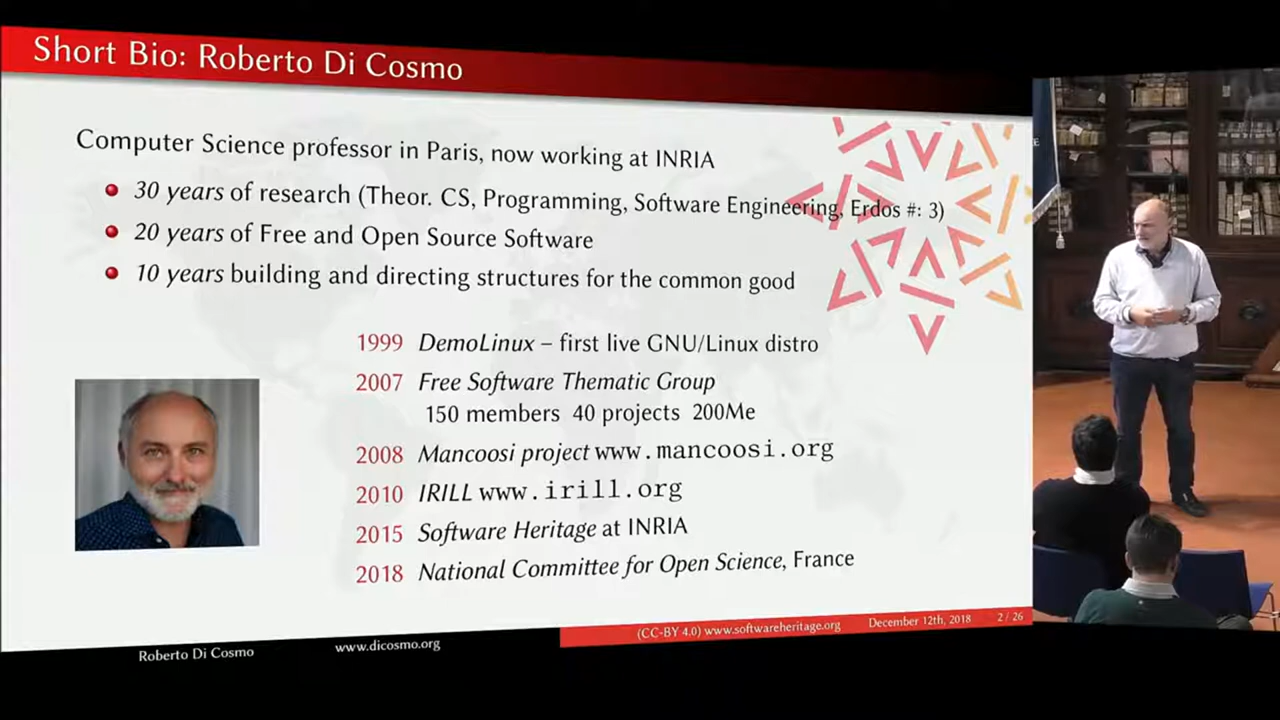 Short Bio: Roberto Di Cosmo
Computer Science professor in Paris, now working at INRIA
30 years of research (Theor. CS, Programming, Software Engineering, Erdos #: 3)
20 years of Free and Open Source Software
10 years building and directing structures for the common good
1999 DemoLinux – first live GNU/Linux distro
2007 Free Software Thematic Group
150 members 40 projects 200Me
2008 Mancoosi project www.mancoosi.org
2010 IRILL www.irill.org
2015 Software Heritage at INRIA
2018 National Committee for Open Science, France
Roberto Di Cosmo www.dicosmo.org (CC-BY 4.0) www.softwareheritage.org December 12th, 2018 2 / 26